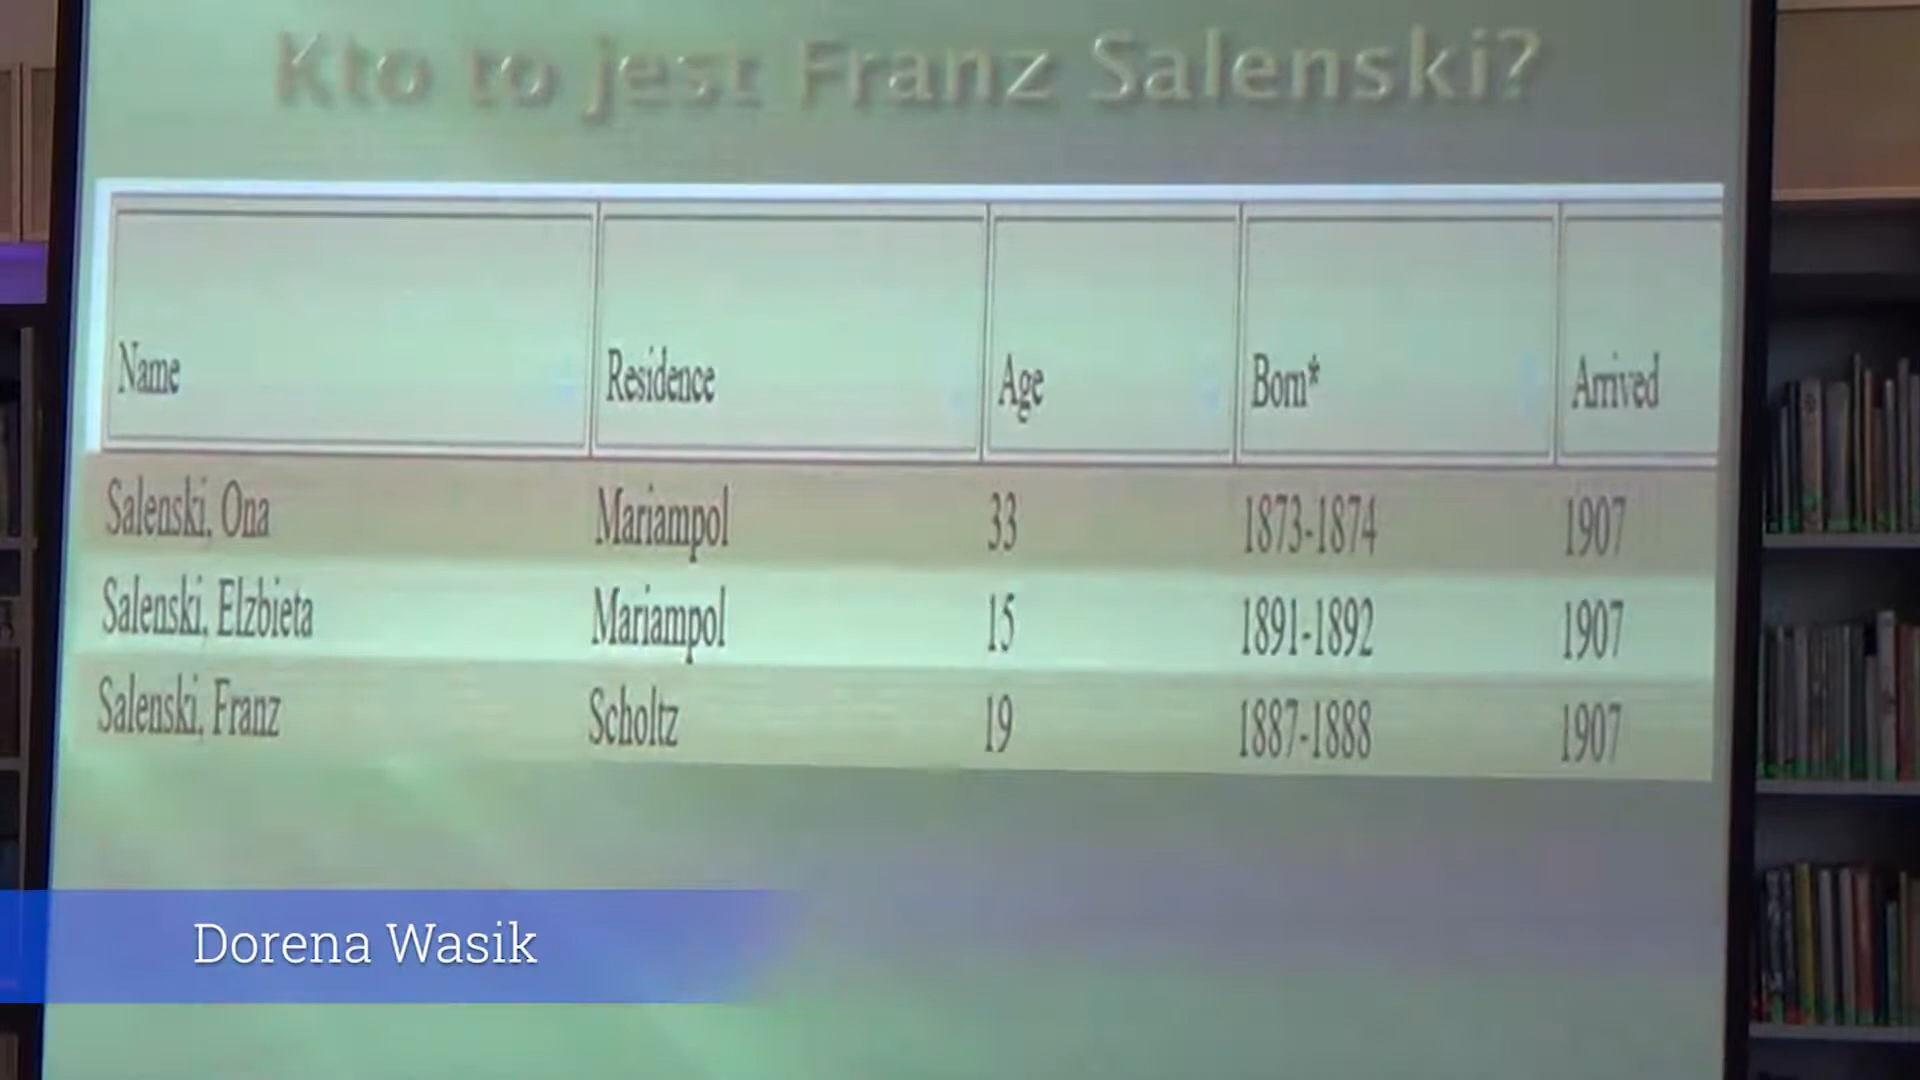 Kto to jest Franz Salenski?
Name Residence Age Born* Arrived
Salenski, Ona Mariampol 33 1873-1874 1907
Salenski, Elzbieta Mariampol 15 1891-1892 1907
Salenski, Franz Scholtz 19 1887-1888 1907
Dorena Wasik